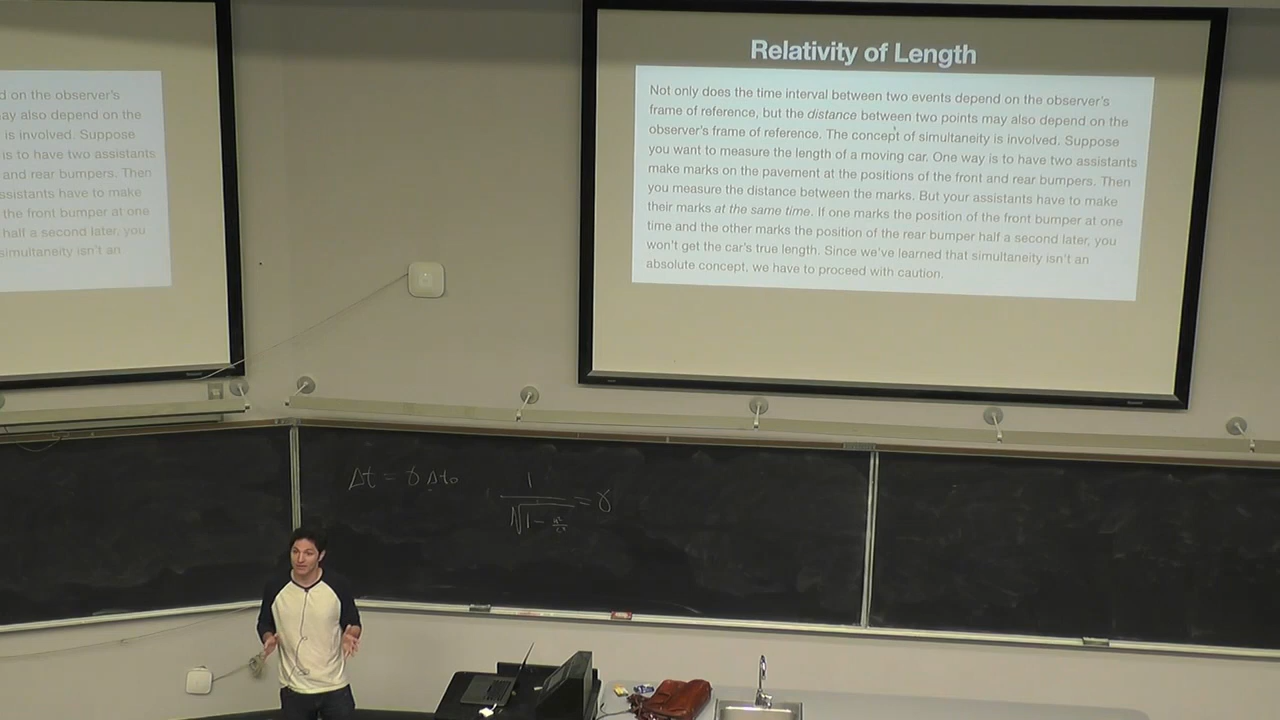 d on the observer's
ay also depend on the
is involved. Suppose
is to have two assistants
and rear bumpers. Then
ssistants have to make
the front bumper at one
half a second later, you
simultaneity isn't an
Relativity of Length
Not only does the time interval between two events depend on the observer's
frame of reference, but the distance between two points may also depend on the
observer's frame of reference. The concept of simultaneity is involved. Suppose
you want to measure the length of a moving car. One way is to have two assistants
make marks on the pavement at the positions of the front and rear bumpers. Then
you measure the distance between the marks. But your assistants have to make
their marks at the same time. If one marks the position of the front bumper at one
time and the other marks the position of the rear bumper half a second later, you
won't get the car's true length. Since we've learned that simultaneity isn't an
absolute concept, we have to proceed with caution.
Δt = γ Δt₀
1
√1 - u²/c² = γ